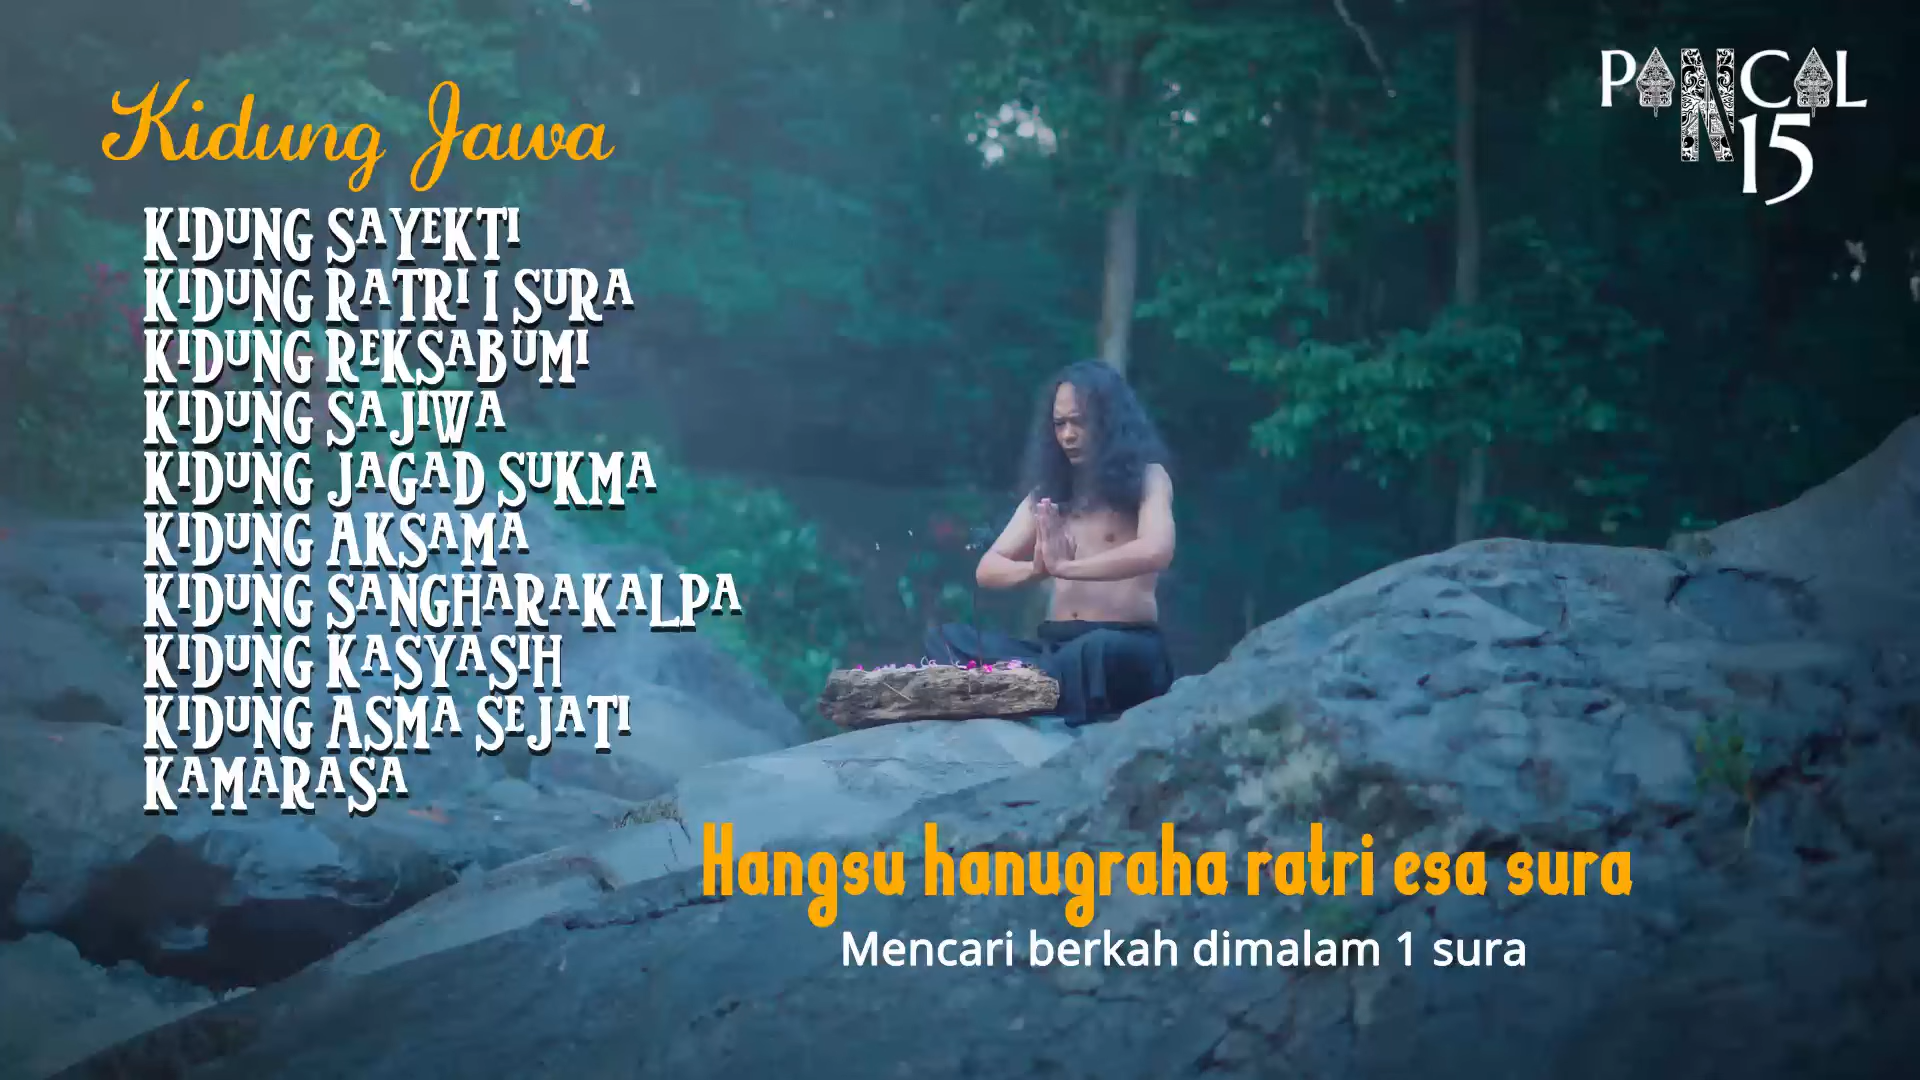 Kidung Jawa
PANCAL
15
KIDUNG SAYEKTI
KIDUNG RATRI 1 SURA
KIDUNG REKSABUMI
KIDUNG SAJIWA
KIDUNG JAGAD SUKMA
KIDUNG AKSAMA
KIDUNG SANGHARAKALPA
KIDUNG KASYASIH
KIDUNG ASMA SEJATI
KAMARASA
Hangsu hanugraha ratri esa sura
Mencari berkah dimalam 1 sura